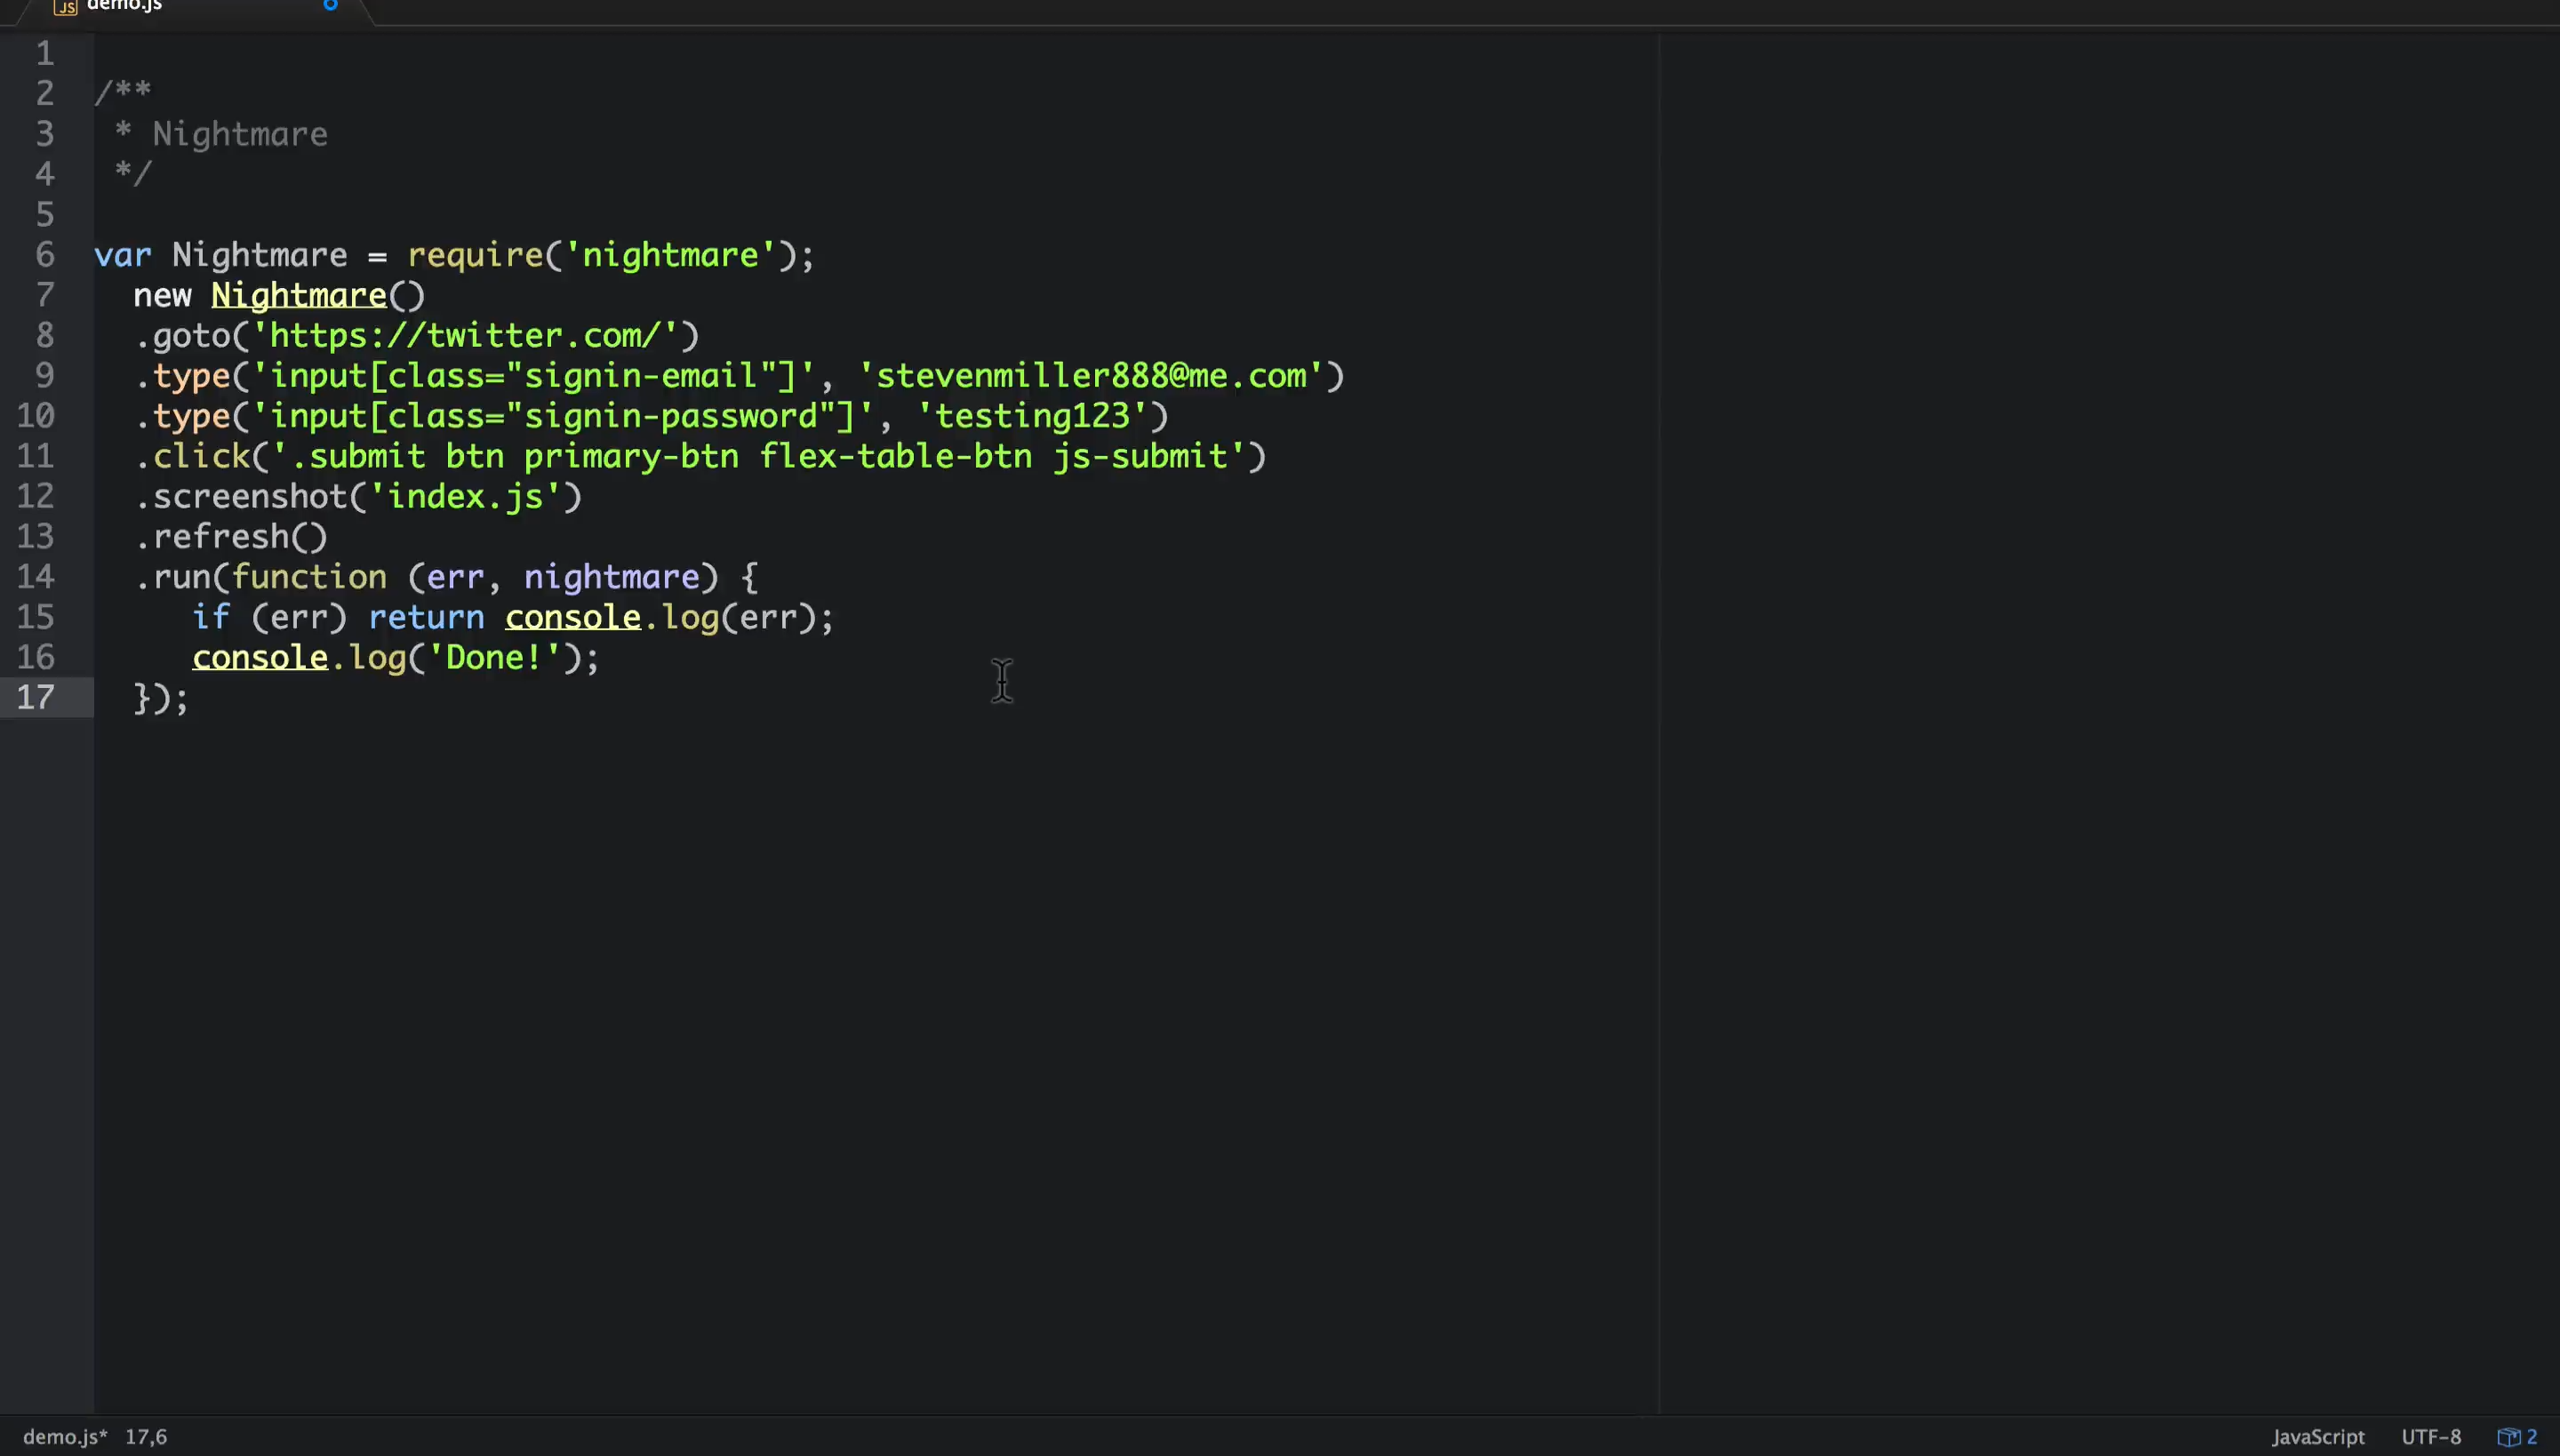 JS demo.js
1
2 /**
3 * Nightmare
4 */
5
6 var Nightmare = require('nightmare');
7 new Nightmare()
8 .goto('https://twitter.com/')
9 .type('input[class="signin-email"]', 'stevenmiller888@me.com')
10 .type('input[class="signin-password"]', 'testing123')
11 .click('.submit btn primary-btn flex-table-btn js-submit')
12 .screenshot('index.js')
13 .refresh()
14 .run(function (err, nightmare) {
15 if (err) return console.log(err);
16 console.log('Done!');
17 });
demo.js* 17,6 JavaScript UTF-8 2